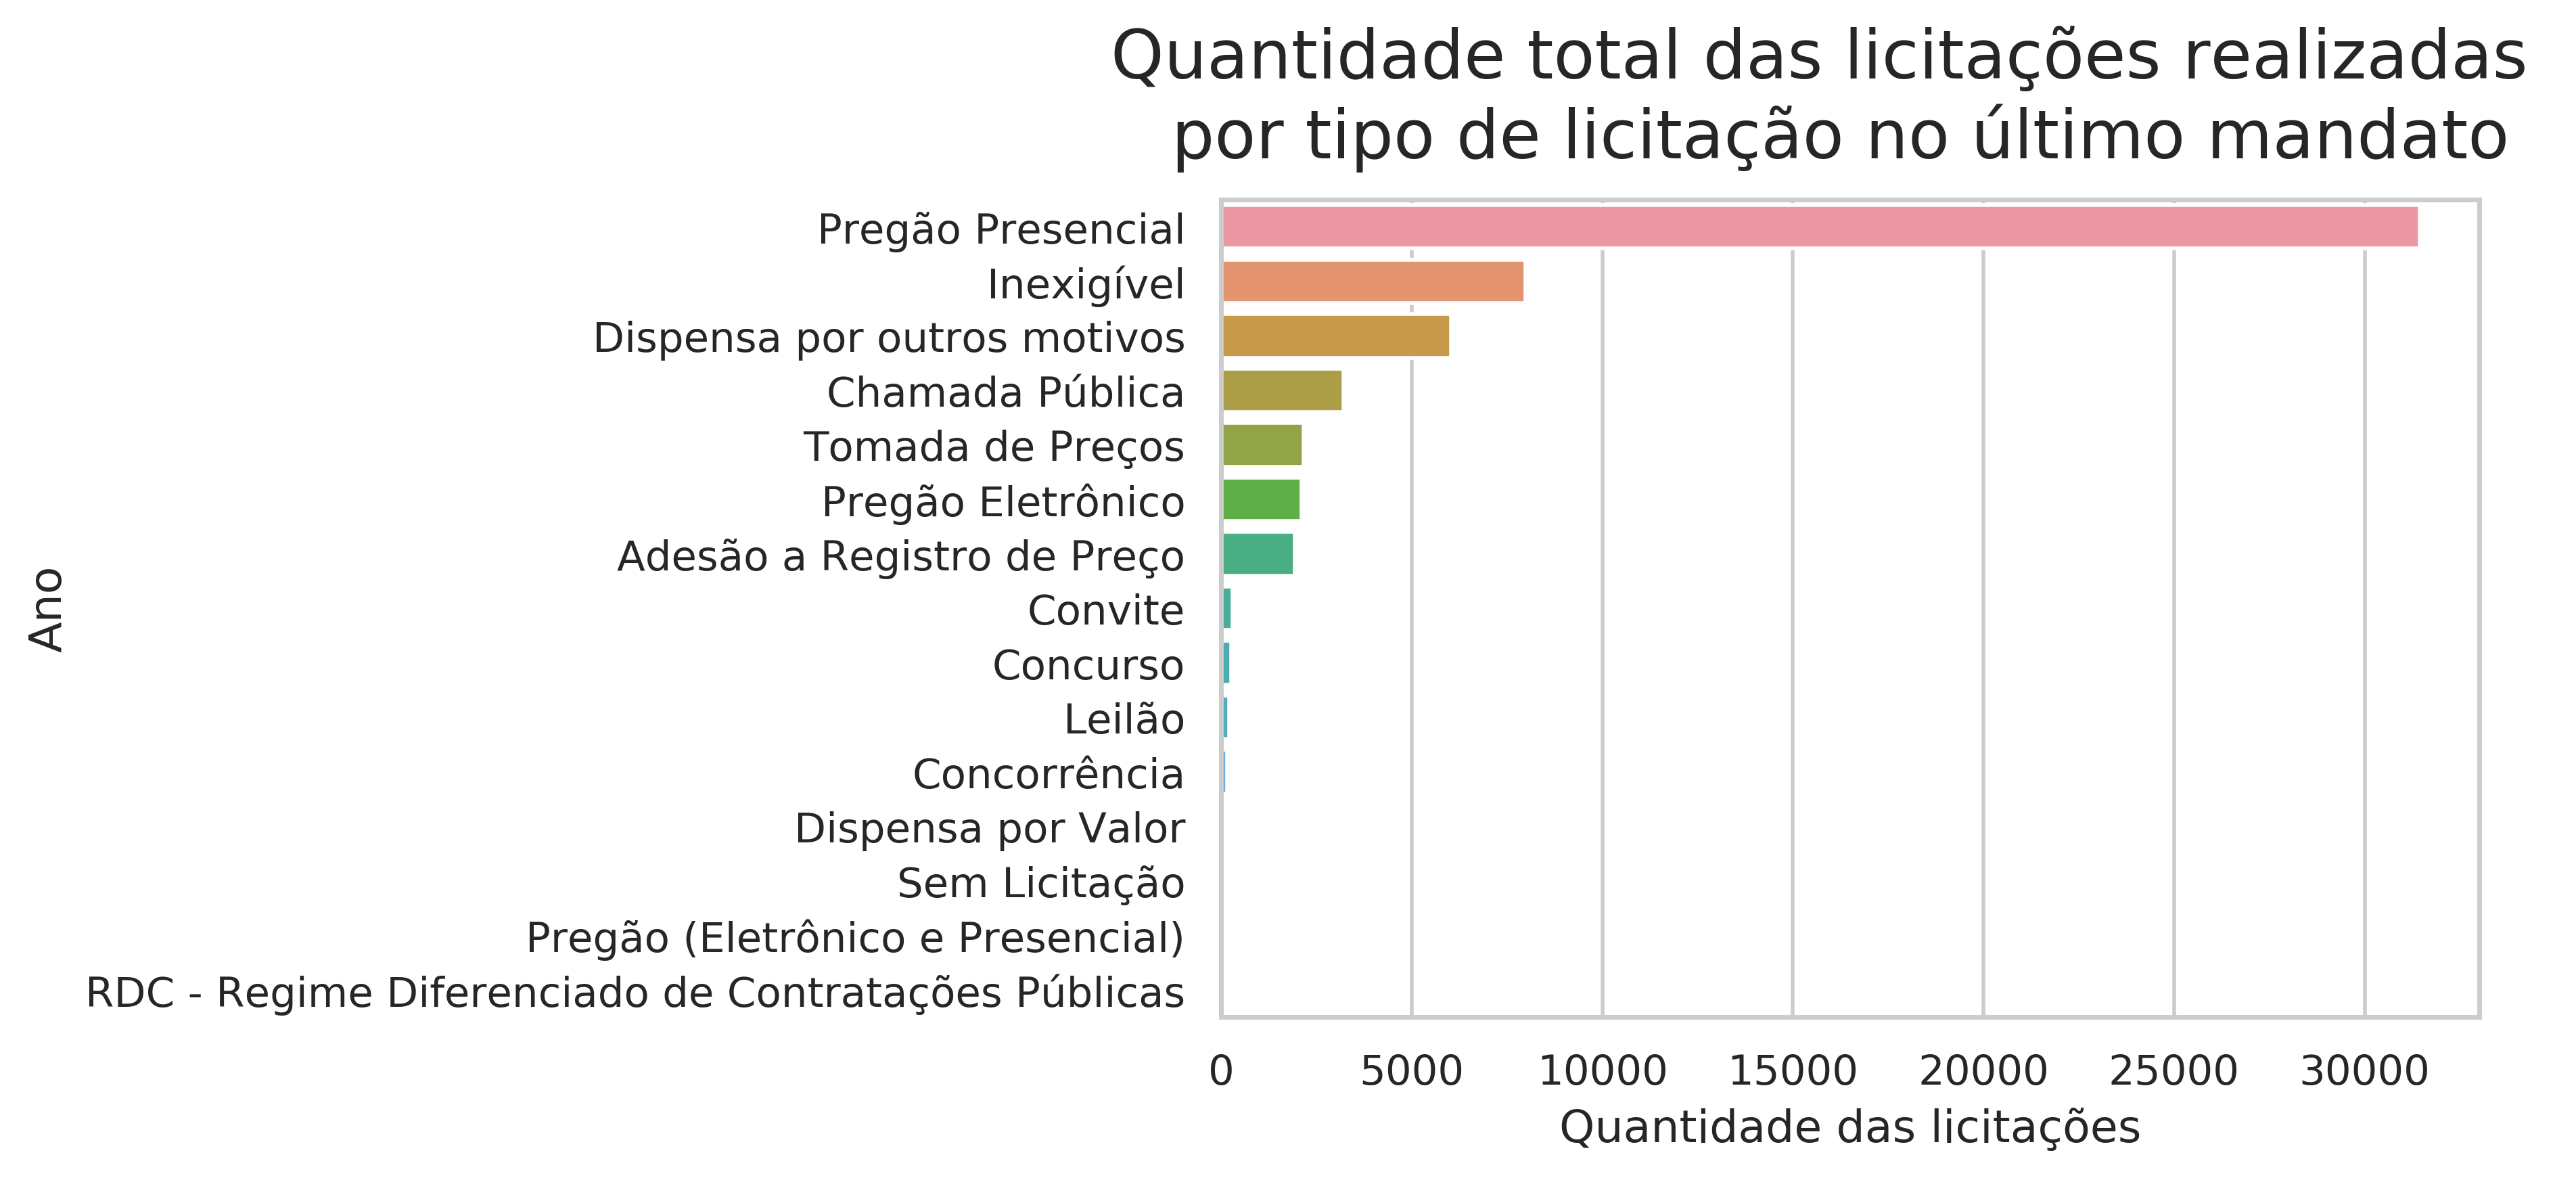 Quantidade total das licitações realizadas
por tipo de licitação no último mandato
Pregão Presencial
Inexigível
Dispensa por outros motivos
Chamada Pública
Tomada de Preços
Pregão Eletrônico
Adesão a Registro de Preço
Convite
Concurso
Leilão
Concorrência
Dispensa por Valor
Sem Licitação
Pregão (Eletrônico e Presencial)
RDC - Regime Diferenciado de Contratações Públicas
Ano
0 5000 10000 15000 20000 25000 30000
Quantidade das licitações